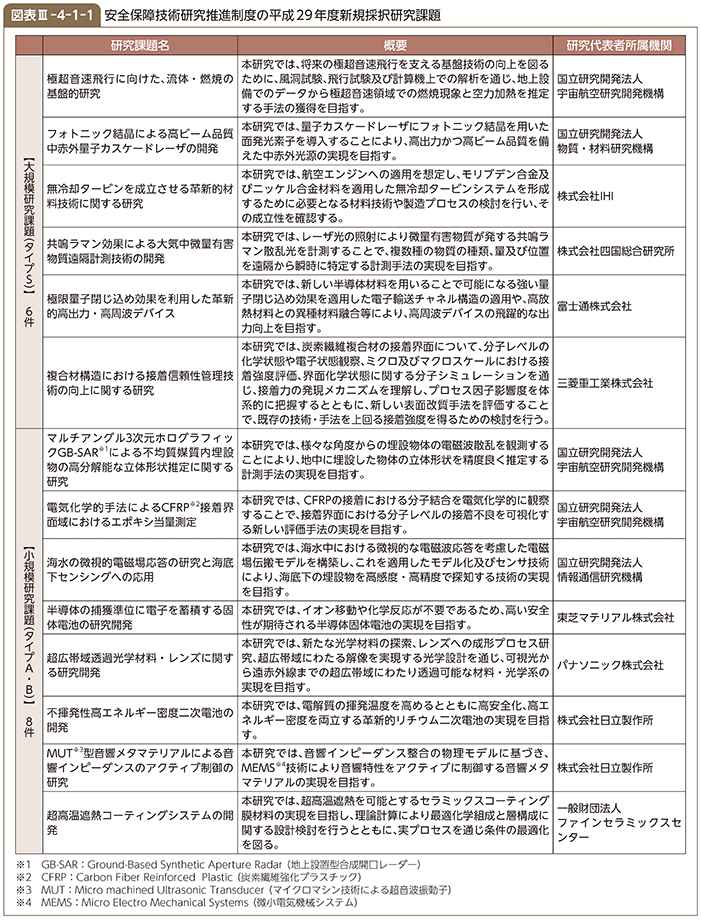 図表Ⅲ-4-1-1 安全保障技術研究推進制度の平成29年度新規採択研究課題
研究課題名 概要 研究代表者所属機関
【大規模研究課題(タイプS)】 6件
極超音速飛行に向けた、流体・燃焼の
基盤的研究
本研究では、将来の極超音速飛行を支える基盤技術の向上を図る
ために、風洞試験、飛行試験及び計算機上での解析を通じ、地上設
備でのデータから極超音速領域での燃焼現象と空力加熱を推定
する手法の獲得を目指す。
国立研究開発法人
宇宙航空研究開発機構
フォトニック結晶による高ビーム品質
中赤外量子カスケードレーザの開発
本研究では、量子カスケードレーザにフォトニック結晶を用いた
面発光素子を導入することにより、高出力かつ高ビーム品質を備
えた中赤外光源の実現を目指す。
国立研究開発法人
物質・材料研究機構
無冷却タービンを成立させる革新的材
料技術に関する研究
本研究では、航空エンジンへの適用を想定し、モリブデン合金及
びニッケル合金材料を適用した無冷却タービンシステムを形成
するために必要となる材料技術や製造プロセスの検討を行い、そ
の成立性を確認する。
株式会社IHI
共鳴ラマン効果による大気中微量有害
物質遠隔計測技術の開発
本研究では、レーザ光の照射により微量有害物質が発する共鳴ラ
マン散乱光を計測することで、複数種の物質の種類、量及び位置
を遠隔から瞬時に特定する計測手法の実現を目指す。
株式会社四国総合研究所
極限量子閉じ込め効果を利用した革新
的高出力・高周波デバイス
本研究では、新しい半導体材料を用いることで可能になる強い量
子閉じ込め効果を適用した電子輸送チャネル構造の適用や、高放
熱材料との異種材料融合等により、高周波デバイスの飛躍的な出
力向上を目指す。
富士通株式会社
複合材構造における接着信頼性管理技
術の向上に関する研究
本研究では、炭素繊維複合材の接着界面について、分子レベルの
化学状態や電子状態観察、ミクロ及びマクロスケールにおける接
着強度評価、界面化学状態に関する分子シミュレーションを通
じ、接着力の発現メカニズムを理解し、プロセス因子影響度を体
系的に把握するとともに、新しい表面改質手法を評価すること
で、既存の技術・手法を上回る接着強度を得るための検討を行う。
三菱重工業株式会社
【小規模研究課題(タイプA・B)】 8件
マルチアングル3次元ホログラフィッ
クGB-SAR※1による不均質媒質内埋設
物の高分解能な立体形状推定に関する
研究
本研究では、様々な角度からの埋設物体の電磁波散乱を観測する
ことにより、地中に埋設した物体の立体形状を精度良く推定する
計測手法の実現を目指す。
国立研究開発法人
宇宙航空研究開発機構
電気化学的手法によるCFRP※2接着界
面域におけるエポキシ当量測定
本研究では、CFRPの接着における分子結合を電気化学的に観察
することで、接着界面における分子レベルの接着不良を可視化す
る新しい評価手法の実現を目指す。
国立研究開発法人
宇宙航空研究開発機構
海水の微視的電磁場応答の研究と海底
下センシングへの応用
本研究では、海水中における微視的な電磁波応答を考慮した電磁
場伝搬モデルを構築し、これを適用したモデル化及びセンサ技術
により、海底下の埋設物を高感度・高精度で探知する技術の実現
を目指す。
国立研究開発法人
情報通信研究機構
半導体の捕獲準位に電子を蓄積する固
体電池の研究開発
本研究では、イオン移動や化学反応が不要であるため、高い安全
性が期待される半導体固体電池の実現を目指す。
東芝マテリアル株式会社
超広帯域透過光学材料・レンズに関す
る研究開発
本研究では、新たな光学材料の探索、レンズへの成形プロセス研
究、超広帯域にわたる解像を実現する光学設計を通じ、可視光か
ら遠赤外線までの超広帯域にわたり透過可能な材料・光学系の
実現を目指す。
パナソニック株式会社
不揮発性高エネルギー密度二次電池の
開発
本研究では、電解質の揮発温度を高めるとともに高安全化、高エ
ネルギー密度を両立する革新的リチウム二次電池の実現を目指
す。
株式会社日立製作所
MUT※3型音響メタマテリアルによる音
響インピーダンスのアクティブ制御の
研究
本研究では、音響インピーダンス整合の物理モデルに基づき、
MEMS※4技術により音響特性をアクティブに制御する音響メタ
マテリアルの実現を目指す。
株式会社日立製作所
超高温遮熱コーティングシステムの開
発
本研究では、超高温遮熱を可能とするセラミックスコーティング
膜材料の実現を目指し、理論計算により最適化学組成と層構成に
関する設計検討を行うとともに、実プロセスを通じ条件の最適化
を図る。
一般財団法人
ファインセラミックスセ
ンター
※1 GB-SAR：Ground-Based Synthetic Aperture Radar（地上設置型合成開口レーダー）
※2 CFRP：Carbon Fiber Reinforced Plastic（炭素繊維強化プラスチック）
※3 MUT：Micro machined Ultrasonic Transducer（マイクロマシン技術による超音波振動子）
※4 MEMS：Micro Electro Mechanical Systems（微小電気機械システム）